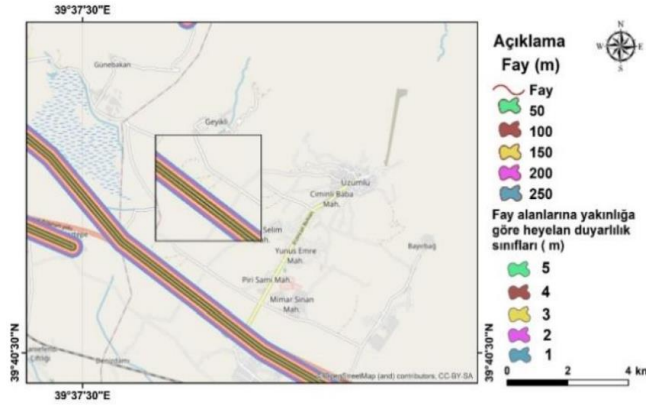 39°37'30"E
Günebakan
Geyikli
Üzümlü
Ciminli Baba
Mah.
Selim
h.
Bayırbağ
Yunus Emre
Mah.
Piri Sami Mah.
Mimar Sinan
Mah.
Çiftliği
OpenStreetMap (and) contributors, CC-BY-SA
39°40'30"N
39°40'30"N
39°37'30"E
N
W
E
S
Açıklama
Fay (m)
Fay
50
100
150
200
250
Fay alanlarına yakınlığa
göre heyelan duyarlılık
sınıfları ( m)
5
4
3
2
1
0 2 4 km